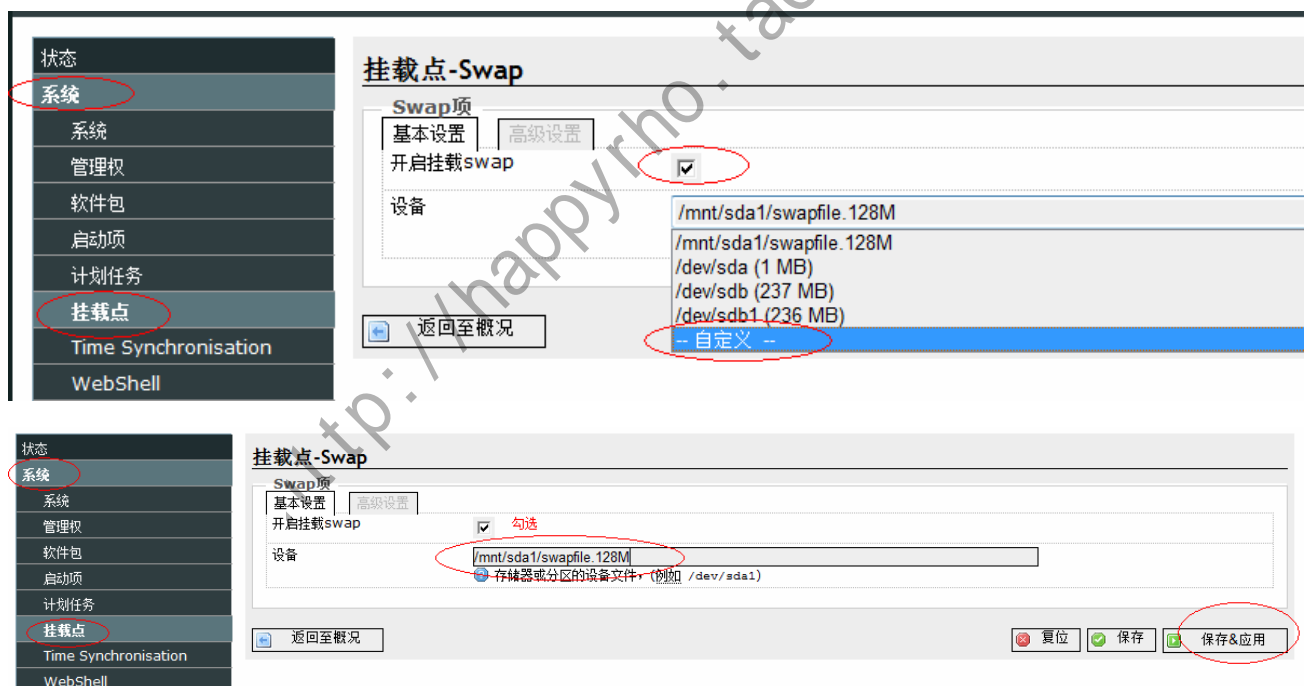 状态
系统
系统
管理权
软件包
启动项
计划任务
挂载点
Time Synchronisation
WebShell
挂载点-Swap
Swap项
基本设置 高级设置
开启挂载swap
设备
/mnt/sda1/swapfile.128M
/mnt/sda1/swapfile.128M
/dev/sda (1 MB)
/dev/sdb (237 MB)
/dev/sdb1 (236 MB)
-- 自定义 --
返回至概况
状态
系统
系统
管理权
软件包
启动项
计划任务
挂载点
Time Synchronisation
WebShell
挂载点-Swap
Swap项
基本设置 高级设置
开启挂载swap 勾选
设备 /mnt/sda1/swapfile.128M
存储器或分区的设备文件，(例如 /dev/sda1)
返回至概况 复位 保存 保存&应用
ttp://happyrho.ta